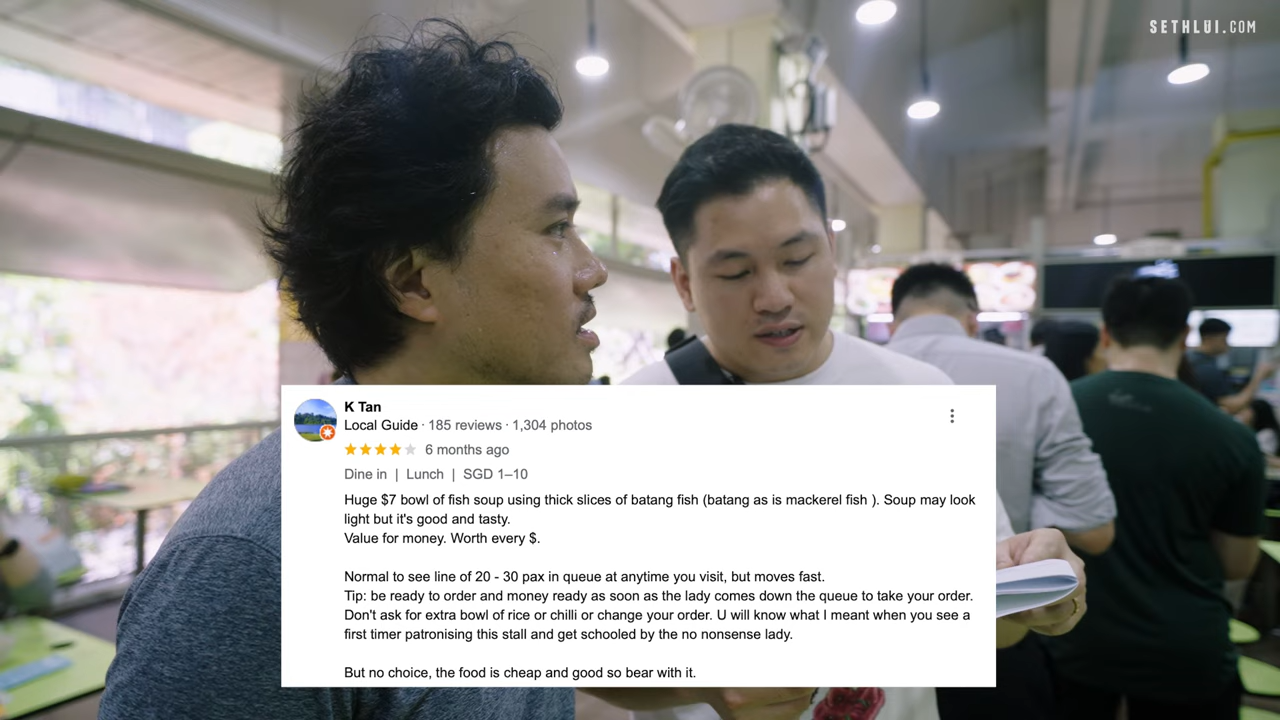 SETHLUI.COM
K Tan
Local Guide · 185 reviews · 1,304 photos
6 months ago
Dine in | Lunch | SGD 1–10
Huge $7 bowl of fish soup using thick slices of batang fish (batang as is mackerel fish ). Soup may look
light but it's good and tasty.
Value for money. Worth every $.
Normal to see line of 20 - 30 pax in queue at anytime you visit, but moves fast.
Tip: be ready to order and money ready as soon as the lady comes down the queue to take your order.
Don't ask for extra bowl of rice or chilli or change your order. U will know what I meant when you see a
first timer patronising this stall and get schooled by the no nonsense lady.
But no choice, the food is cheap and good so bear with it.